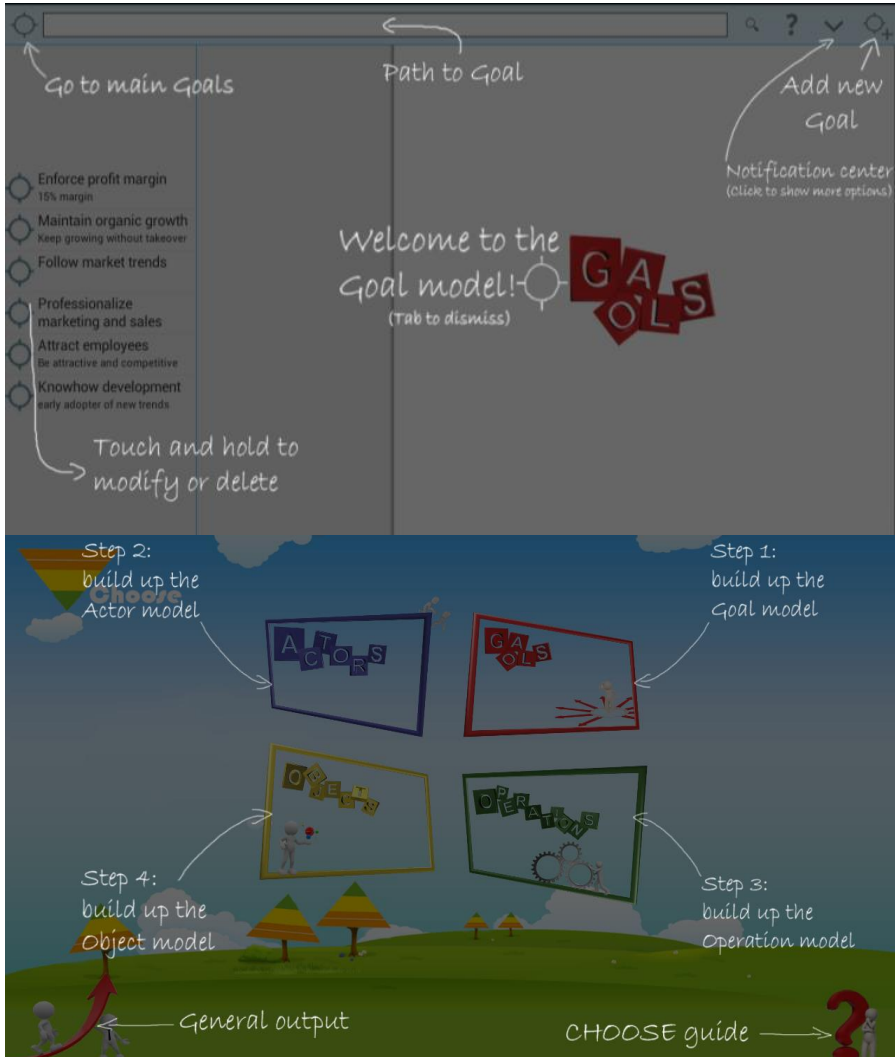 ?
Go to main Goals
Path to Goal
Add new
Goal
Notification center
(Click to show more options)
Enforce profit margin
15% margin
Maintain organic growth
Keep growing without takeover
Follow market trends
Professionalize
marketing and sales
Attract employees
Be attractive and competitive
Knowhow development
early adopter of new trends
Welcome to the
Goal model!
(Tab to dismiss)
GOALS
Touch and hold to
modify or delete
Step 2:
build up the
Actor model
Choose
Step 1:
build up the
Goal model
ACTORS
GOALS
OBJECTS
OPERATIONS
Step 4:
build up the
Object model
Step 3:
build up the
Operation model
General output
CHOOSE guide
?